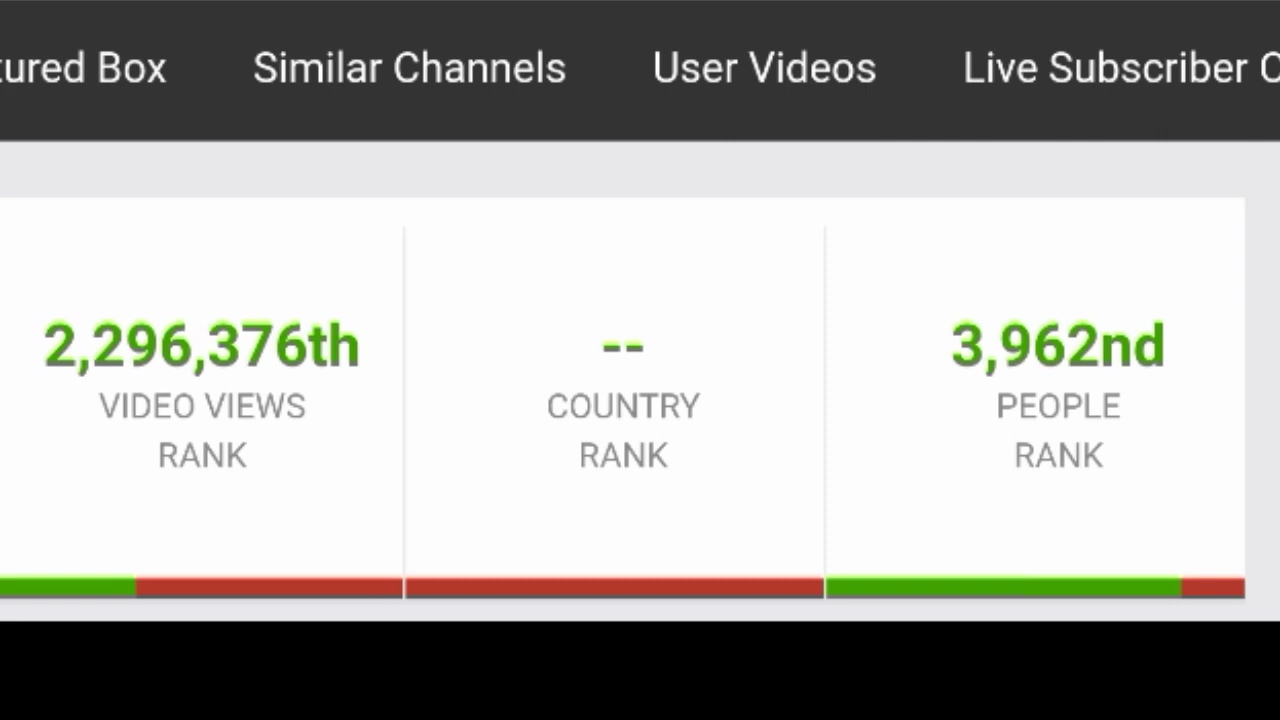 tured Box Similar Channels User Videos Live Subscriber C
2,296,376th -- 3,962nd
VIDEO VIEWS COUNTRY PEOPLE
RANK RANK RANK